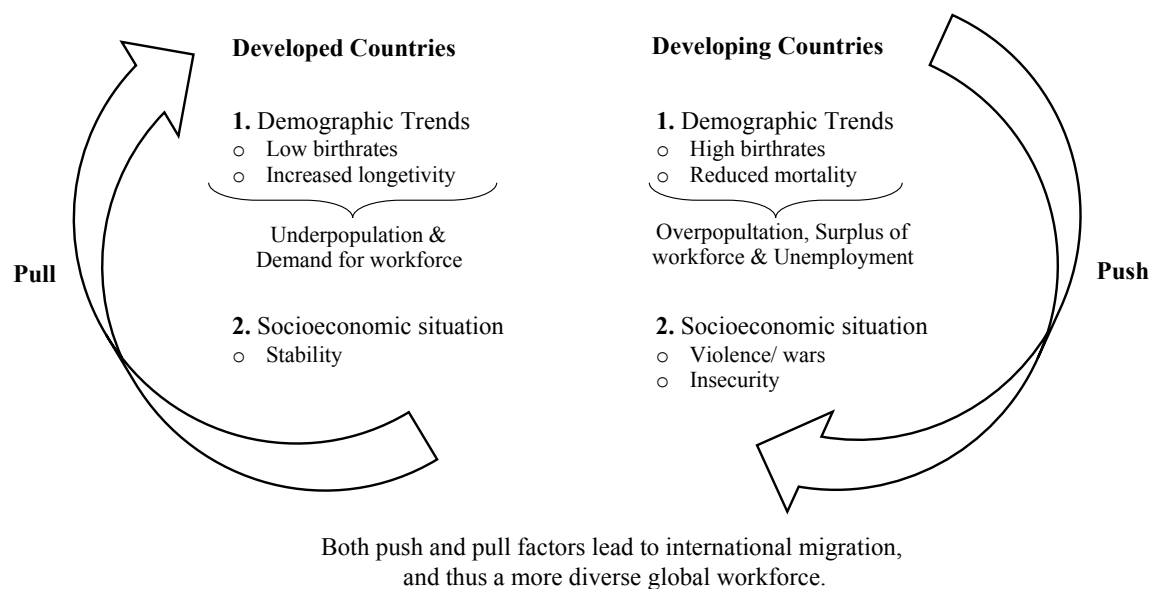 Developed Countries
1. Demographic Trends
o Low birthrates
o Increased longetivity
Underpopulation &
Demand for workforce
2. Socioeconomic situation
o Stability
Pull
Developing Countries
1. Demographic Trends
o High birthrates
o Reduced mortality
Overpopultation, Surplus of
workforce & Unemployment
2. Socioeconomic situation
o Violence/ wars
o Insecurity
Push
Both push and pull factors lead to international migration,
and thus a more diverse global workforce.